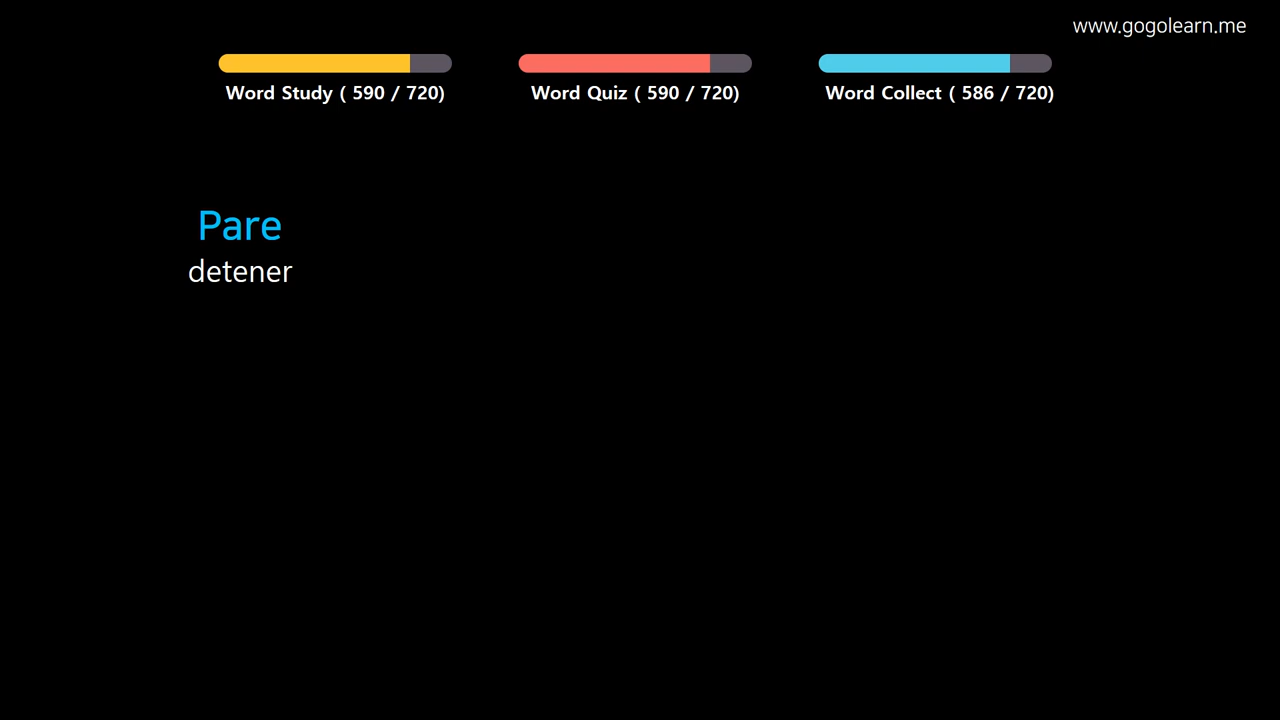 www.gogolearn.me
Word Study ( 590 / 720)
Word Quiz ( 590 / 720)
Word Collect ( 586 / 720)
Pare
detener